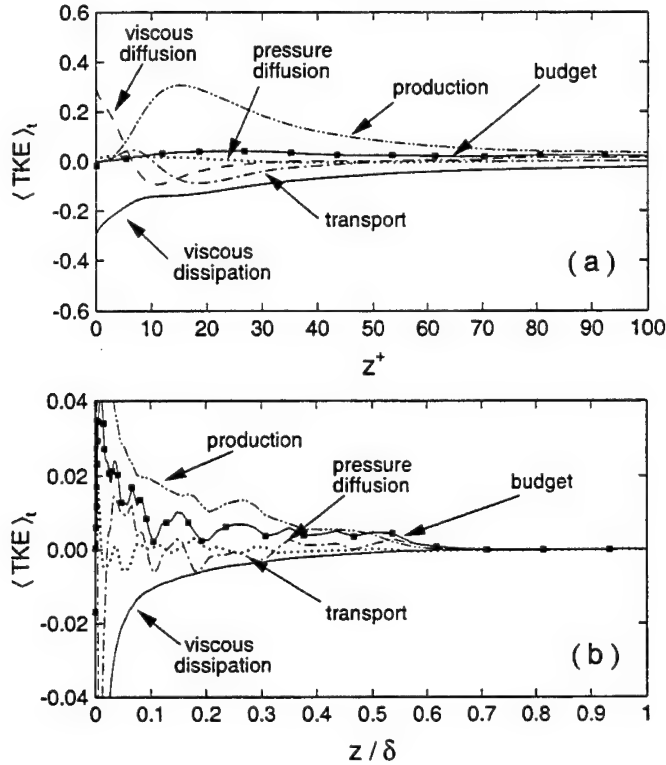 0.6
0.4
0.2
0.0
-0.2
-0.4
-0.6
⟨ TKE ⟩t
viscous
diffusion
pressure
diffusion
production
budget
transport
viscous
dissipation
( a )
0 10 20 30 40 50 60 70 80 90 100
z+
0.04
0.02
0.00
-0.02
-0.04
⟨ TKE ⟩t
production
pressure
diffusion
budget
transport
viscous
dissipation
( b )
0 0.1 0.2 0.3 0.4 0.5 0.6 0.7 0.8 0.9 1
z / δ